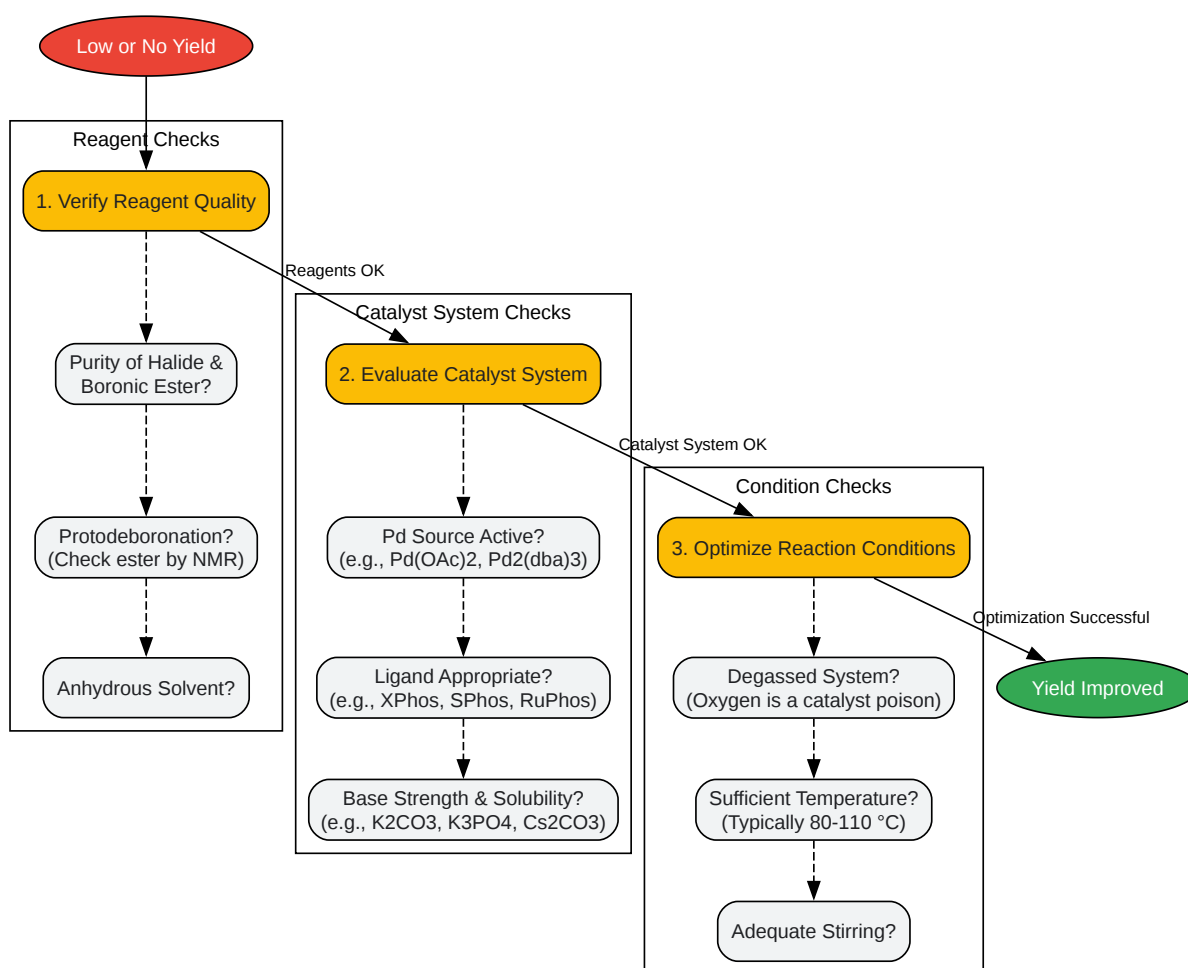 Low or No Yield
Reagent Checks
1. Verify Reagent Quality
Reagents OK
Purity of Halide &
Boronic Ester?
Protodeboronation?
(Check ester by NMR)
Anhydrous Solvent?
Catalyst System Checks
2. Evaluate Catalyst System
Catalyst System OK
Pd Source Active?
(e.g., Pd(OAc)2, Pd2(dba)3)
Ligand Appropriate?
(e.g., XPhos, SPhos, RuPhos)
Base Strength & Solubility?
(e.g., K2CO3, K3PO4, Cs2CO3)
Condition Checks
3. Optimize Reaction Conditions
Optimization Successful
Degassed System?
(Oxygen is a catalyst poison)
Sufficient Temperature?
(Typically 80-110 °C)
Adequate Stirring?
Yield Improved